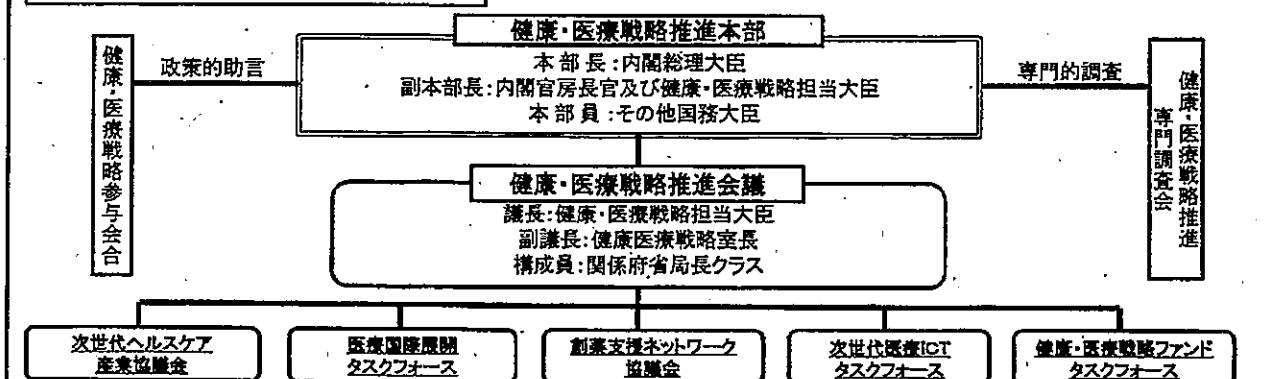 健康・医療戦略推進本部
本部長：内閣総理大臣
副本部長：内閣官房長官及び健康・医療戦略担当大臣
本部員：その他国務大臣
健康・医療戦略参与会合
政策的助言
専門的調査
健康・医療戦略推進
専門調査会
健康・医療戦略推進会議
議長：健康・医療戦略担当大臣
副議長：健康医療戦略室長
構成員：関係府省局長クラス
次世代ヘルスケア
産業協議会
医療国際展開
タスクフォース
創薬支援ネットワーク
協議会
次世代医療ICT
タスクフォース
健康・医療戦略ファンド
タスクフォース